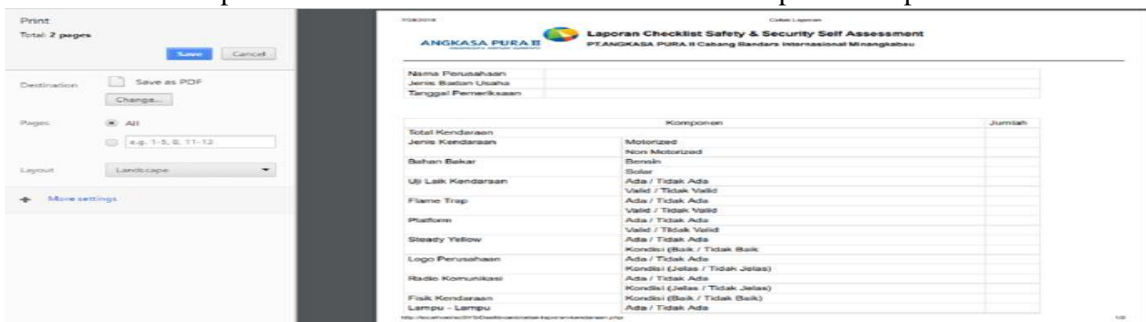 Print
Total: 2 pages
Save Cancel
Destination
Save as PDF
Change...
Pages
All
e.g. 1-5, 8, 11-13
Layout
Landscape
+ More settings
7/28/2018
Cetak Laporan
ANGKASA PURA II
Laporan Checklist Safety & Security Self Assessment
PT.ANGKASA PURA II Cabang Bandara Internasional Minangkabau
Nama Perusahaan
Jenis Badan Usaha
Tanggal Pemeriksaan
Komponen Jumlah
Total Kendaraan
Jenis Kendaraan Motorized
Non Motorized
Bahan Bakar Bensin
Solar
Uji Laik Kendaraan Ada / Tidak Ada
Valid / Tidak Valid
Flame Trap Ada / Tidak Ada
Valid / Tidak Valid
Platform Ada / Tidak Ada
Valid / Tidak Valid
Steady Yellow Ada / Tidak Ada
Kondisi (Baik / Tidak Baik
Logo Perusahaan Ada / Tidak Ada
Kondisi (Jelas / Tidak Jelas)
Radio Komunikasi Ada / Tidak Ada
Kondisi (Jelas / Tidak Jelas)
Fisik Kendaraan Kondisi (Baik / Tidak Baik)
Lampu - Lampu Ada / Tidak Ada
1/2